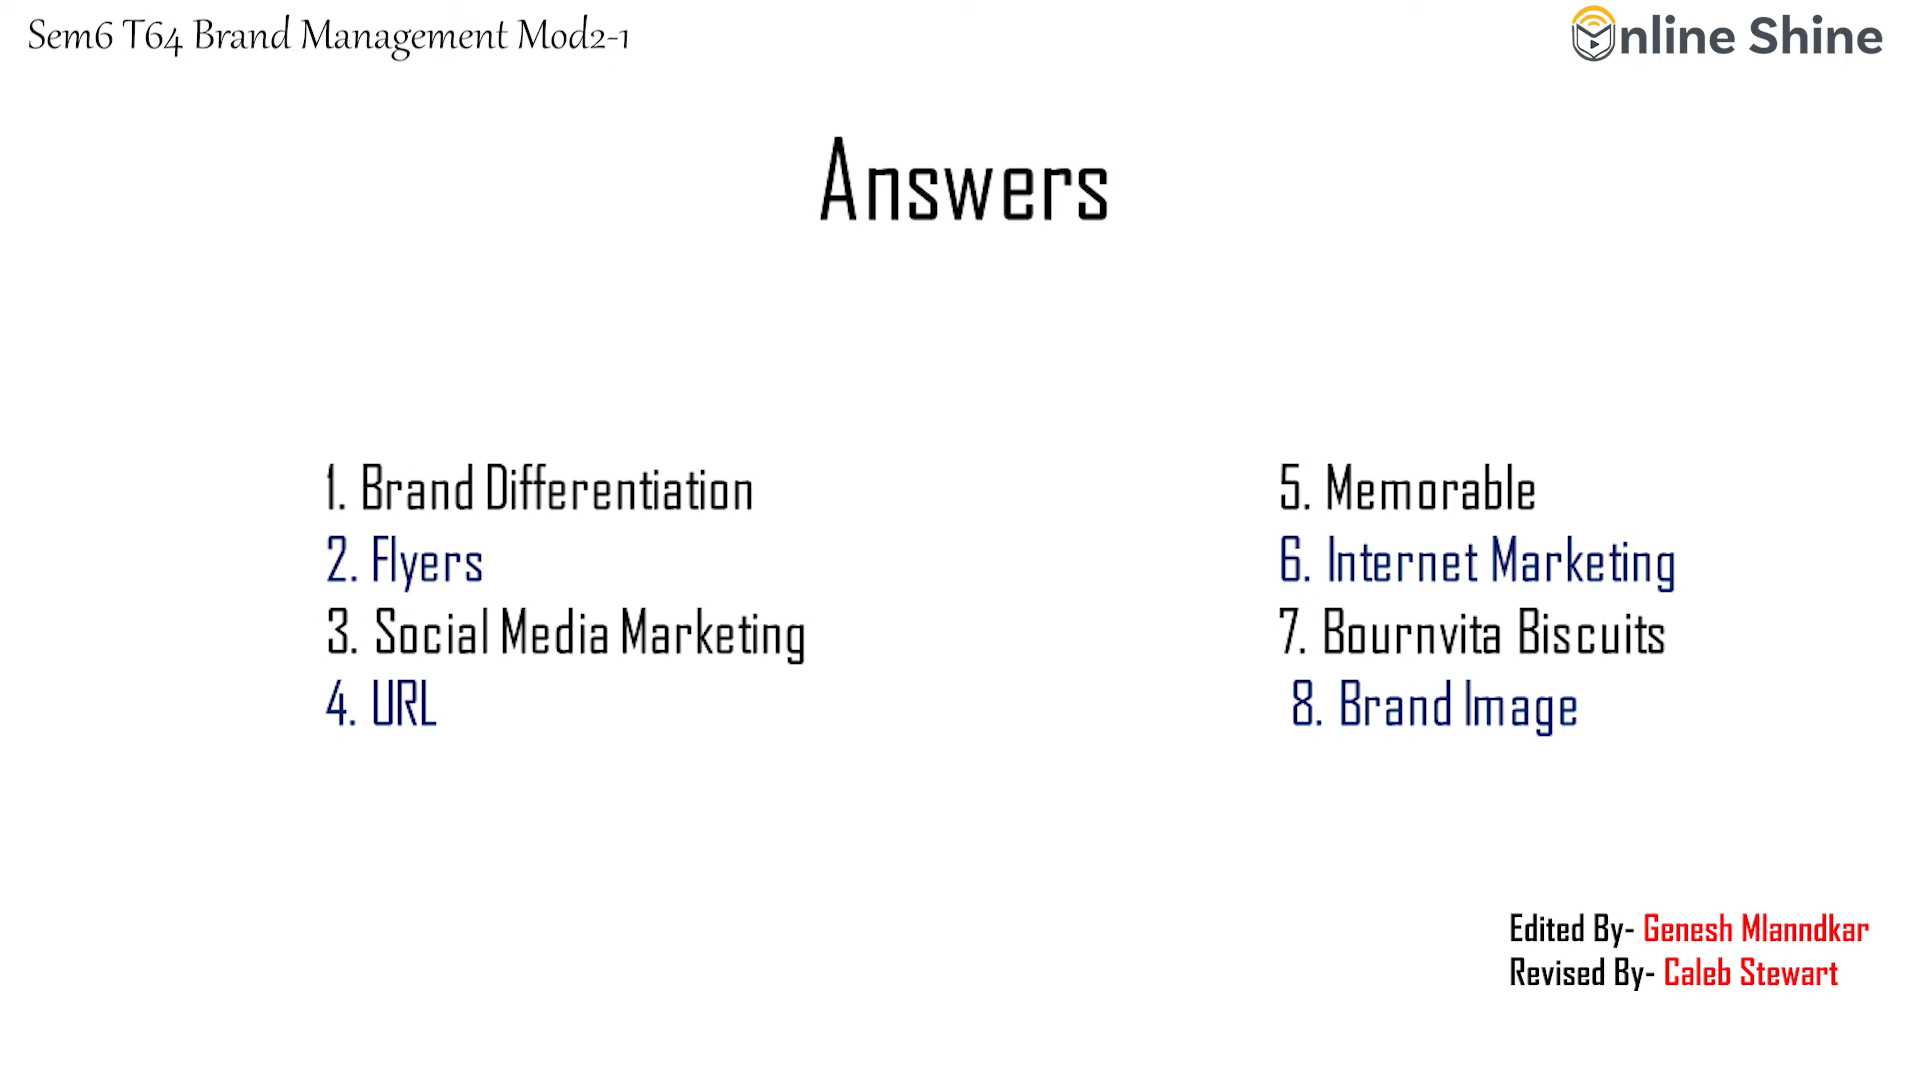 Sem6 T64 Brand Management Mod2-1
Online Shine
Answers
1. Brand Differentiation
2. Flyers
3. Social Media Marketing
4. URL
5. Memorable
6. Internet Marketing
7. Bournvita Biscuits
8. Brand Image
Edited By- Genesh Mlanndkar
Revised By- Caleb Stewart